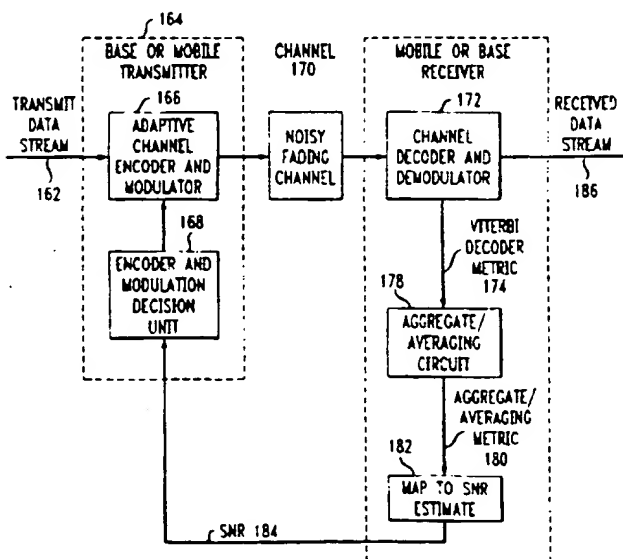 164
BASE OR MOBILE
TRANSMITTER
CHANNEL
170
MOBILE OR BASE
RECEIVER
TRANSMIT
DATA
STREAM
162
166
ADAPTIVE
CHANNEL
ENCODER AND
MODULATOR
NOISY
FADING
CHANNEL
172
CHANNEL
DECODER AND
DEMODULATOR
RECEIVED
DATA
STREAM
186
168
ENCODER AND
MODULATION
DECISION
UNIT
VITERBI
DECODER
METRIC
174
178
AGGREGATE/
AVERAGING
CIRCUIT
AGGREGATE/
AVERAGING
METRIC
180
182
MAP TO SNR
ESTIMATE
SNR 184